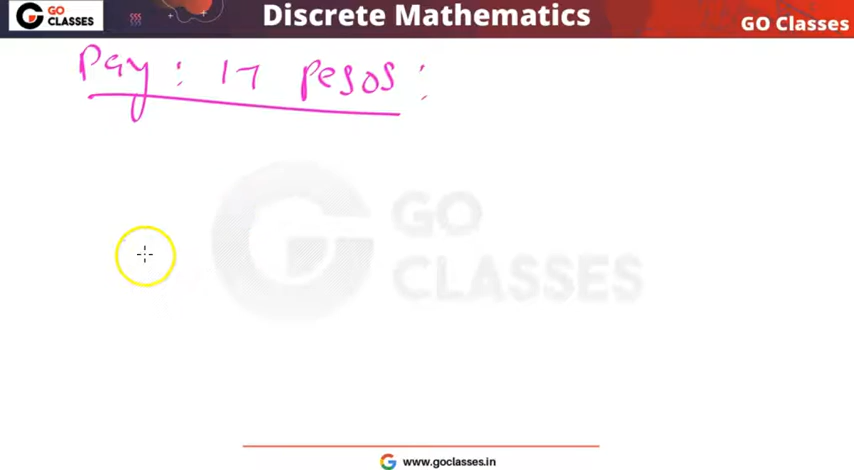 GO
CLASSES
Discrete Mathematics
GO Classes
Pay : 17 Pesos :
GO
CLASSES
www.goclasses.in